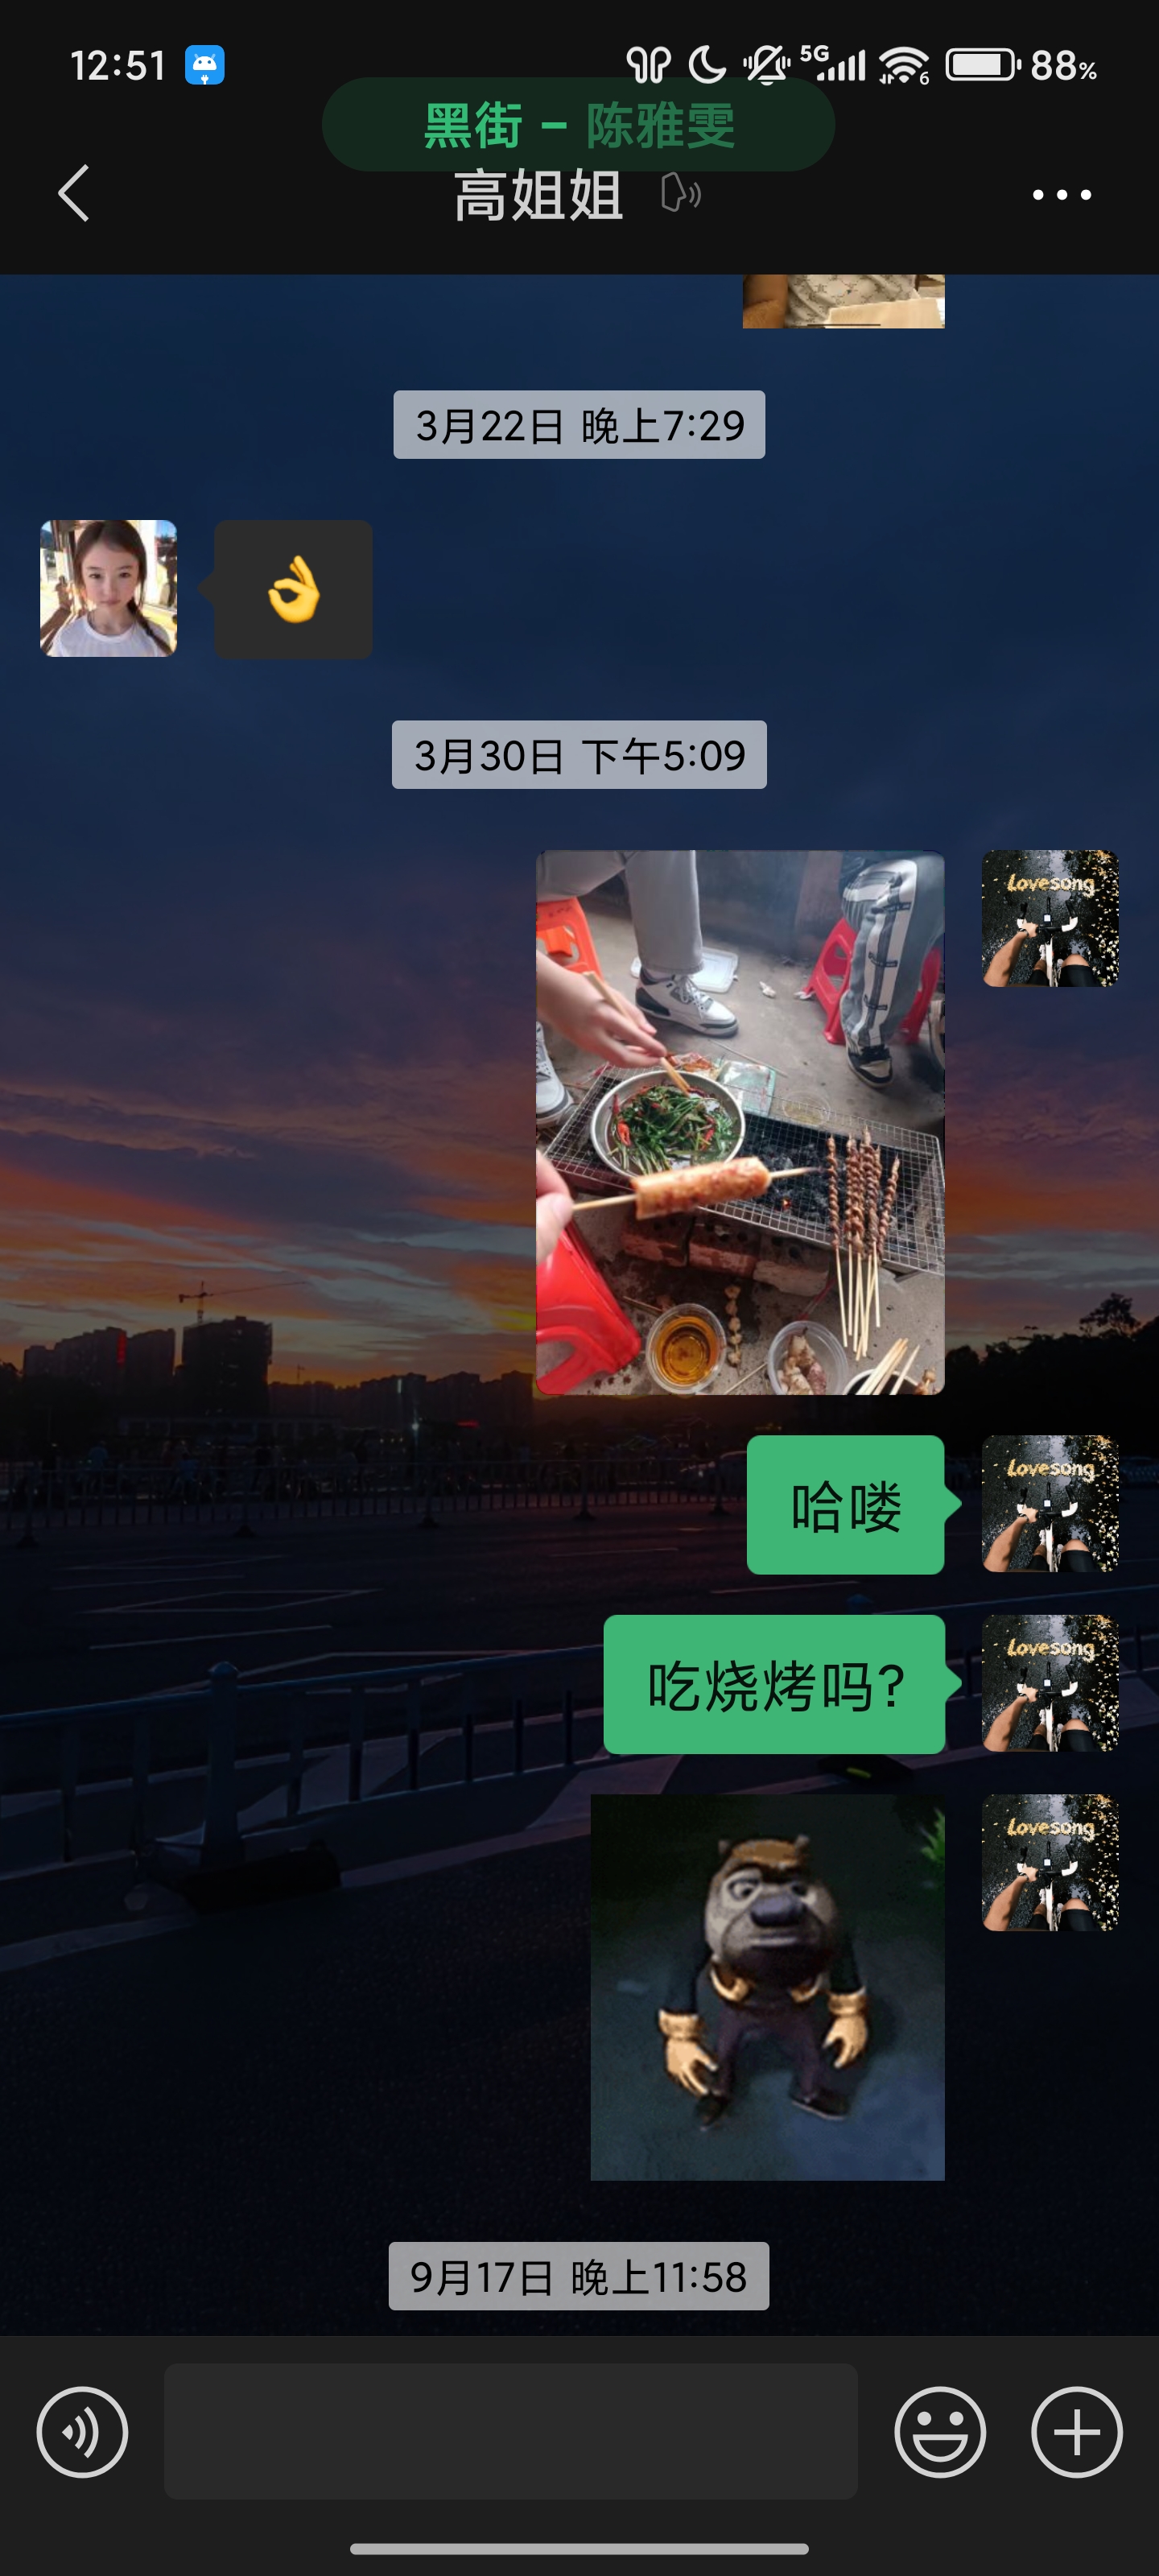 12:51
5G
6
88%
黑街 - 陈雅雯
高姐姐
3月22日 晚上7:29
3月30日 下午5:09
Lovesong
哈喽
Lovesong
吃烧烤吗?
Lovesong
Lovesong
9月17日 晚上11:58